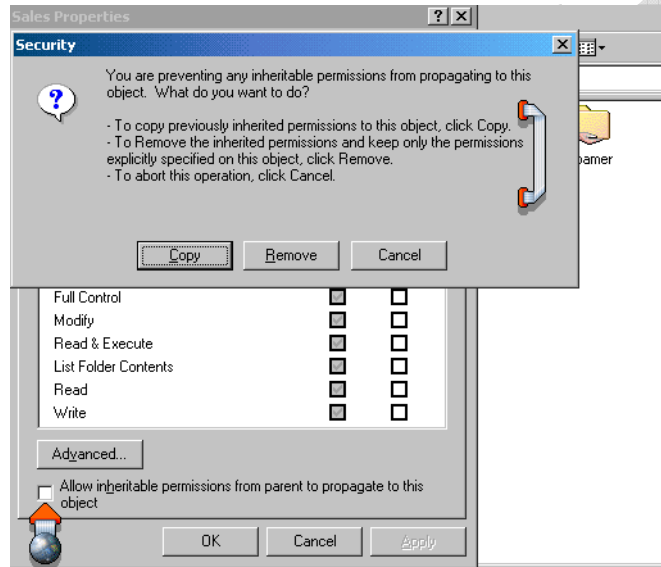 Sales Properties
Security
You are preventing any inheritable permissions from propagating to this
object. What do you want to do?
- To copy previously inherited permissions to this object, click Copy.
- To Remove the inherited permissions and keep only the permissions
explicitly specified on this object, click Remove.
- To abort this operation, click Cancel.
Copy Remove Cancel
Full Control
Modify
Read & Execute
List Folder Contents
Read
Write
Advanced...
Allow inheritable permissions from parent to propagate to this
object
OK Cancel Apply